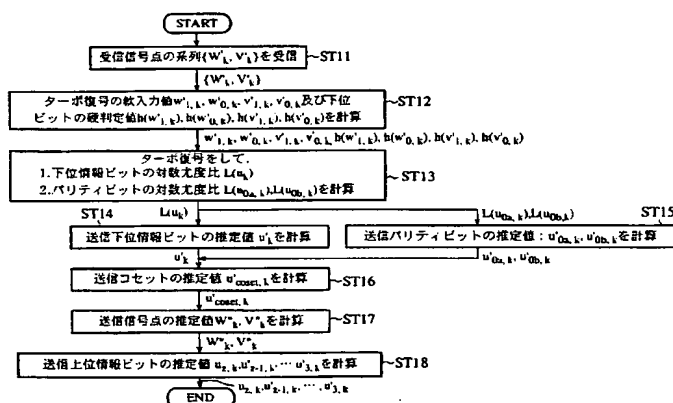 START
受信信号点の系列{W'k, V'k}を受信 ST11
{W'k, V'k}
ターボ復号の軟入力値w'1,k, w'0,k, v'1,k, v'0,k及び下位
ビットの硬判定値h(w'1,k), h(w'0,k), h(v'1,k), h(v'0,k)を計算 ST12
w'1,k, w'0,k, v'1,k, v'0,k, h(w'1,k), h(w'0,k), h(v'1,k), h(v'0,k)
ターボ復号をして、
1.下位情報ビットの対数尤度比 L(uk)
2.パリティビットの対数尤度比 L(u0a,k),L(u0b,k)を計算 ST13
ST14 L(uk) L(u0a,k),L(u0b,k) ST15
送信下位情報ビットの推定値 u'kを計算 送信パリティビットの推定値：u'0a,k, u'0b,kを計算
u'k u'0a,k, u'0b,k
送信コセットの推定値 u'coset,kを計算 ST16
u'coset,k
送信信号点の推定値W"k, V"kを計算 ST17
W"k, V"k
送信上位情報ビットの推定値 uz,k,u'z-1,k,… u'3,kを計算 ST18
uz,k,u'z-1,k, … ,u'3,k
END